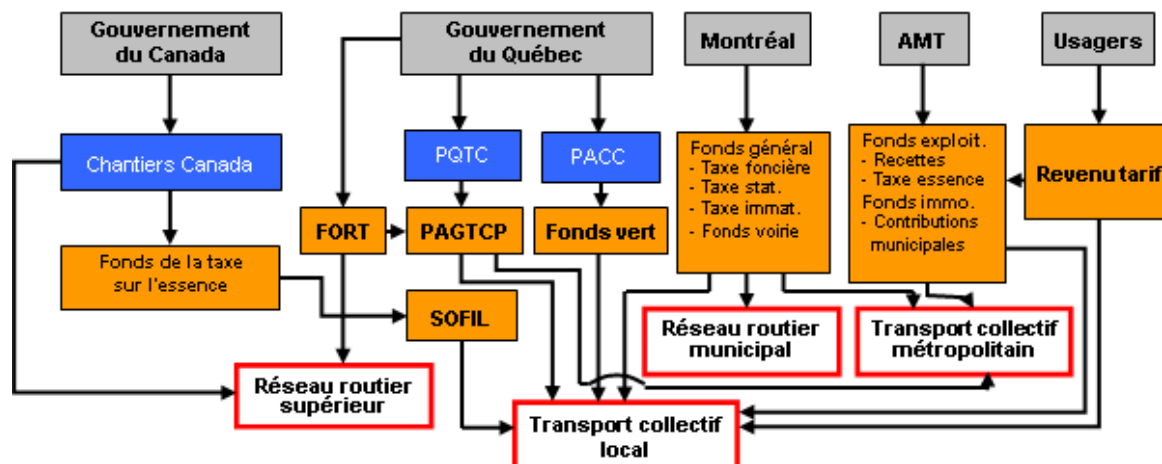 Gouvernement
du Canada
Gouvernement
du Québec
Montréal
AMT
Usagers
Chantiers Canada
PQTC
PACC
Fonds général
- Taxe foncière
- Taxe stat.
- Taxe immat.
- Fonds voirie
Fonds exploit.
- Recettes
- Taxe essence
Fonds immo.
- Contributions
municipales
Revenu tarif
FORT
PAGTCP
Fonds vert
Fonds de la taxe
sur l'essence
SOFIL
Réseau routier
municipal
Transport collectif
métropolitain
Réseau routier
supérieur
Transport collectif
local